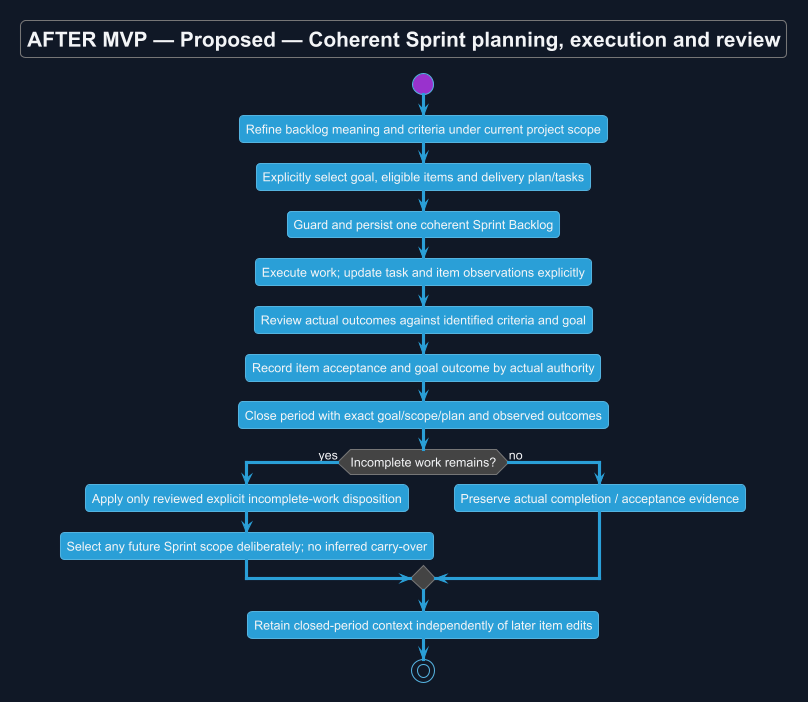 AFTER MVP — Proposed — Coherent Sprint planning, execution and review
Refine backlog meaning and criteria under current project scope
Explicitly select goal, eligible items and delivery plan/tasks
Guard and persist one coherent Sprint Backlog
Execute work; update task and item observations explicitly
Review actual outcomes against identified criteria and goal
Record item acceptance and goal outcome by actual authority
Close period with exact goal/scope/plan and observed outcomes
yes
Incomplete work remains?
no
Apply only reviewed explicit incomplete-work disposition
Preserve actual completion / acceptance evidence
Select any future Sprint scope deliberately; no inferred carry-over
Retain closed-period context independently of later item edits